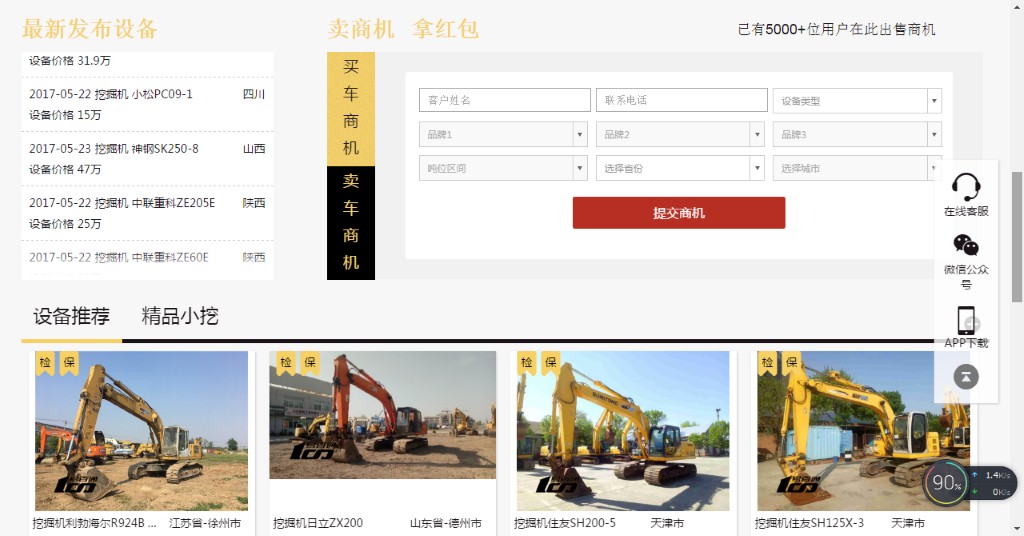 最新发布设备
卖商机 拿红包
已有5000+位用户在此出售商机
设备价格 31.9万
2017-05-22 挖掘机 小松PC09-1 四川
设备价格 15万
2017-05-23 挖掘机 神钢SK250-8 山西
设备价格 47万
2017-05-22 挖掘机 中联重科ZE205E 陕西
设备价格 25万
2017-05-22 挖掘机 中联重科ZE60E 陕西
买车商机
卖车商机
客户姓名 联系电话 设备类型
品牌1 品牌2 品牌3
吨位区间 选择省份 选择城市
提交商机
在线客服
微信公众
号
APP下载
设备推荐 精品小挖
检 保 检 保 检 保 检 保
挖掘机利勃海尔R924B ... 江苏省-徐州市
挖掘机日立ZX200 山东省-德州市
挖掘机住友SH200-5 天津市
挖掘机住友SH125X-3 天津市
90%
1.4K/s
0K/s